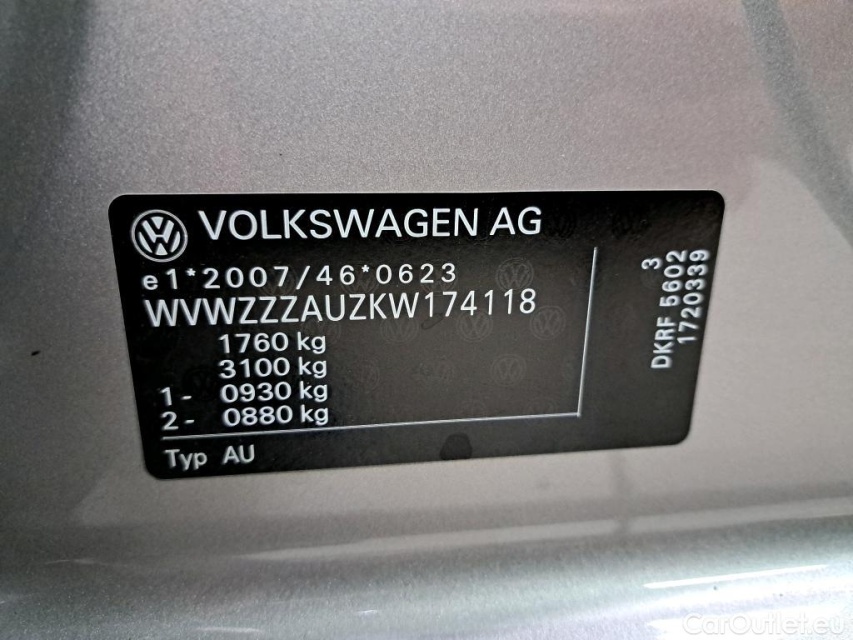 VOLKSWAGEN AG
e1*2007/46*0623
WVWZZZAUZKW174118
1760 kg
3100 kg
1- 0930 kg
2- 0880 kg
Typ AU
3
DKRF 5602
1720339
CarOutlet.eu